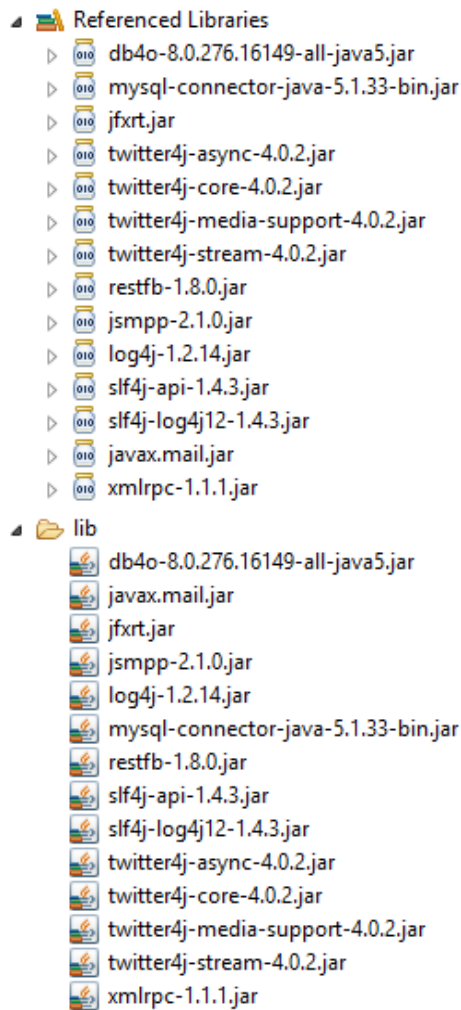 Referenced Libraries
db4o-8.0.276.16149-all-java5.jar
mysql-connector-java-5.1.33-bin.jar
jfxrt.jar
twitter4j-async-4.0.2.jar
twitter4j-core-4.0.2.jar
twitter4j-media-support-4.0.2.jar
twitter4j-stream-4.0.2.jar
restfb-1.8.0.jar
jsmpp-2.1.0.jar
log4j-1.2.14.jar
slf4j-api-1.4.3.jar
slf4j-log4j12-1.4.3.jar
javax.mail.jar
xmlrpc-1.1.1.jar
lib
db4o-8.0.276.16149-all-java5.jar
javax.mail.jar
jfxrt.jar
jsmpp-2.1.0.jar
log4j-1.2.14.jar
mysql-connector-java-5.1.33-bin.jar
restfb-1.8.0.jar
slf4j-api-1.4.3.jar
slf4j-log4j12-1.4.3.jar
twitter4j-async-4.0.2.jar
twitter4j-core-4.0.2.jar
twitter4j-media-support-4.0.2.jar
twitter4j-stream-4.0.2.jar
xmlrpc-1.1.1.jar